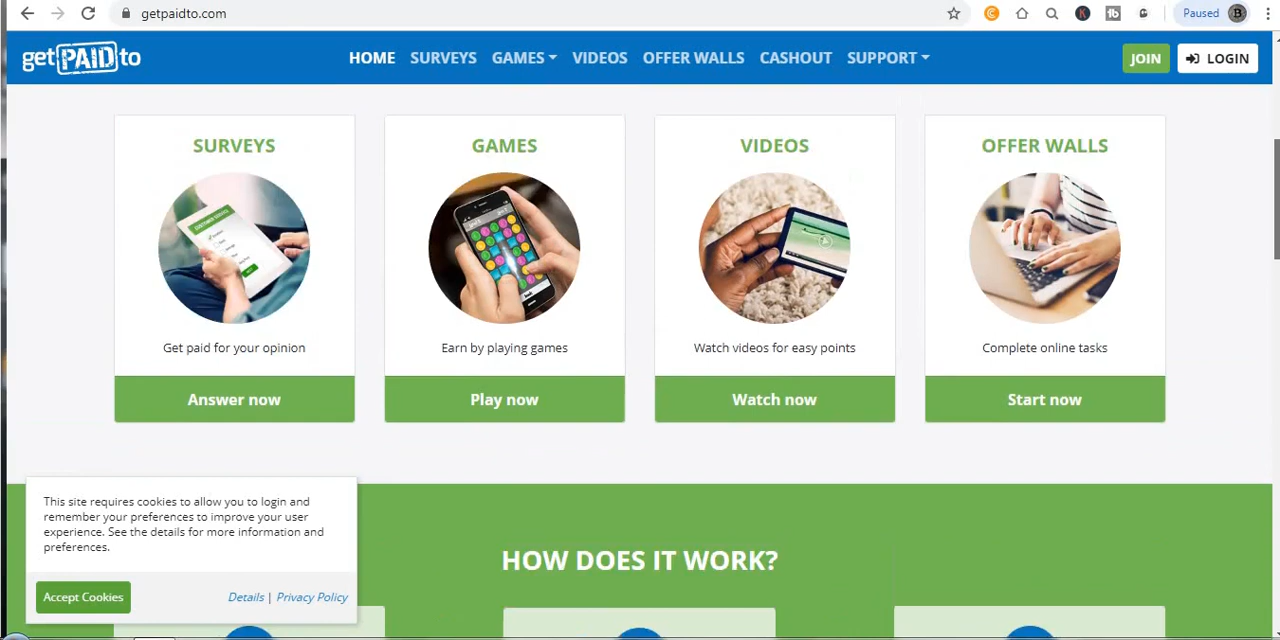 getpaidto.com
Paused B
getPAIDto
HOME SURVEYS GAMES VIDEOS OFFER WALLS CASHOUT SUPPORT
JOIN LOGIN
SURVEYS
Get paid for your opinion
Answer now
GAMES
Earn by playing games
Play now
VIDEOS
Watch videos for easy points
Watch now
OFFER WALLS
Complete online tasks
Start now
This site requires cookies to allow you to login and
remember your preferences to improve your user
experience. See the details for more information and
preferences.
Accept Cookies Details | Privacy Policy
HOW DOES IT WORK?